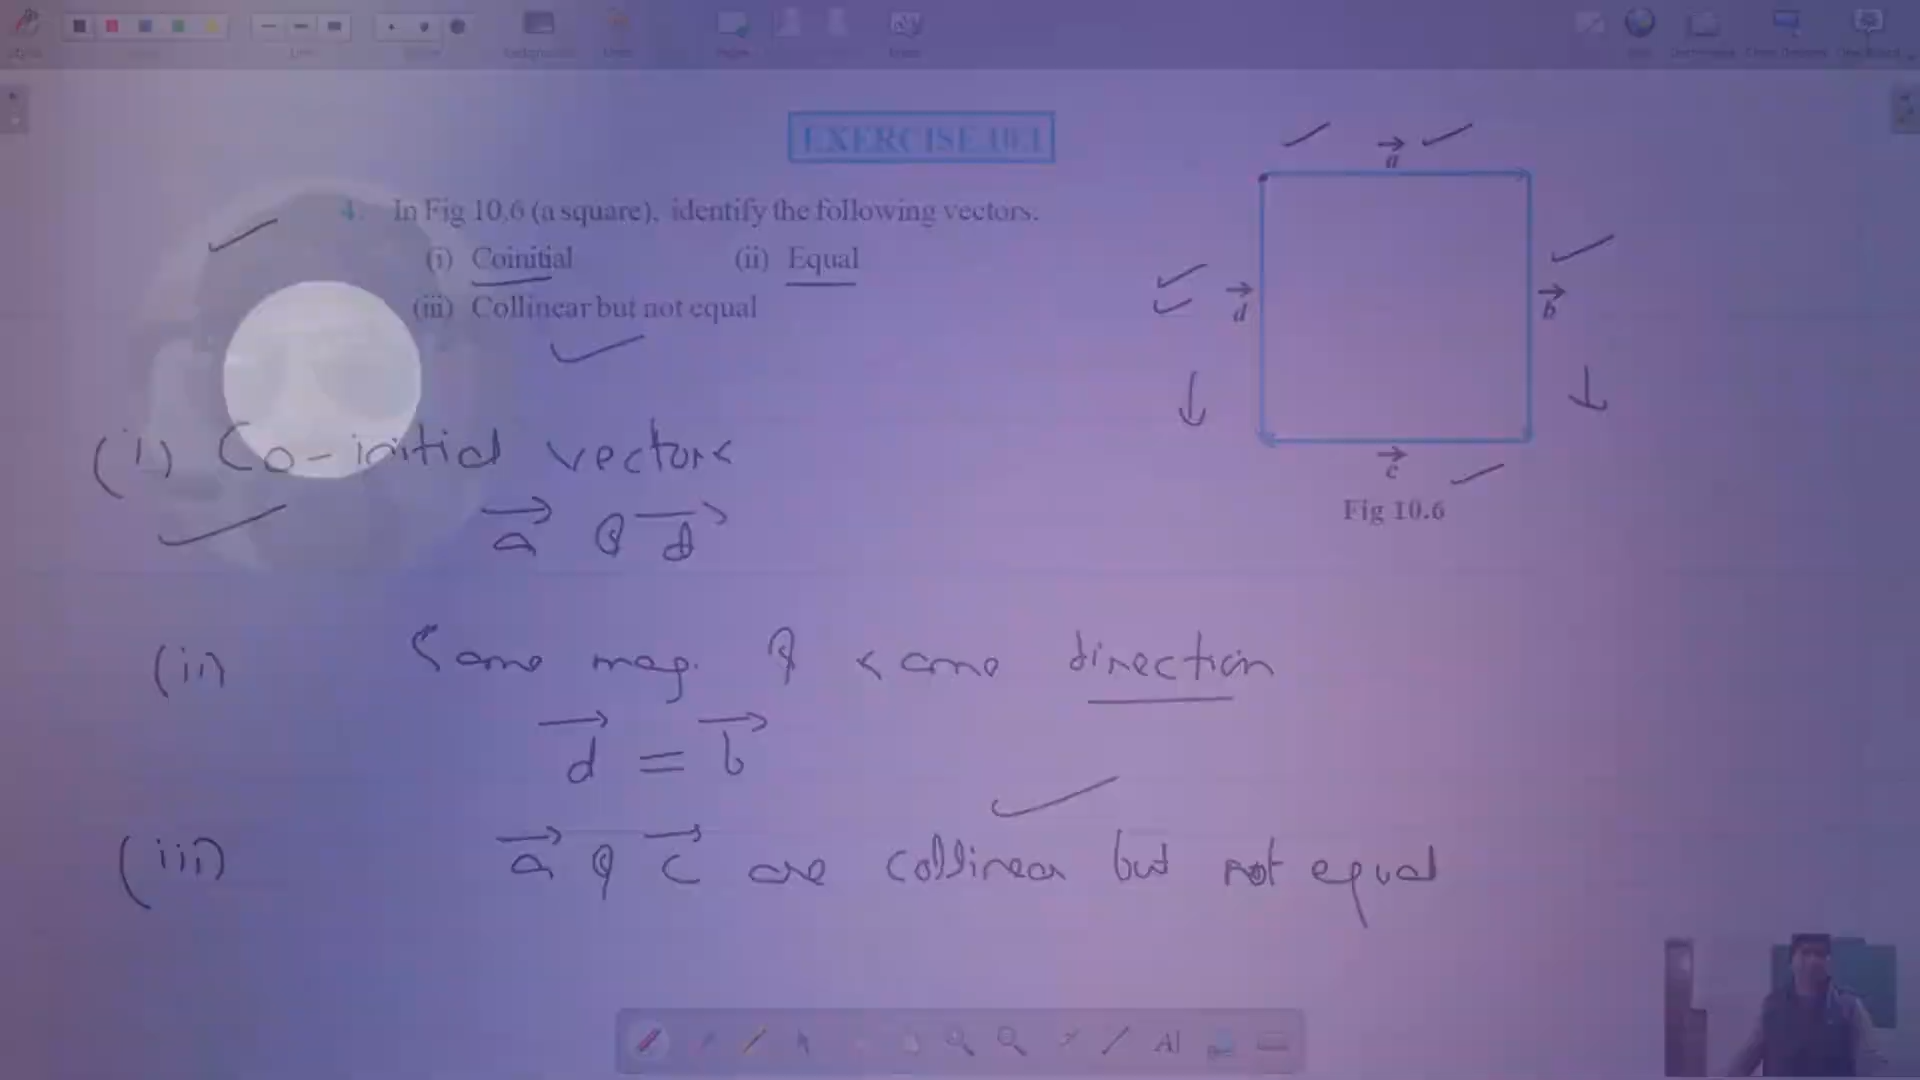 EXERCISE 10.1
4. In Fig 10.6 (a square), identify the following vectors.
(i) Coinitial (ii) Equal
(iii) Collinear but not equal
a
d
b
c
Fig 10.6
(i) Co-initial vectors
a & d
(ii) Same mag. & same direction
d = b
(iii) a & c are collinear but not equal
AI